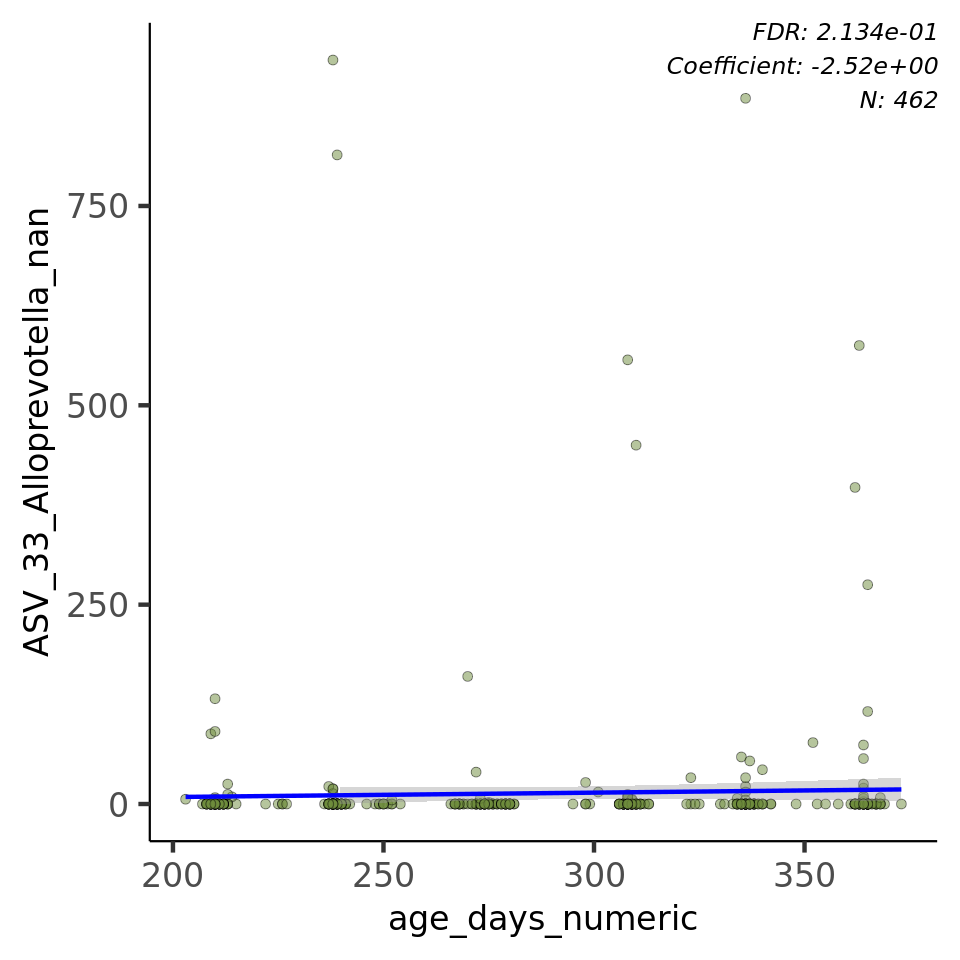 FDR: 2.134e-01
Coefficient: -2.52e+00
N: 462
750
500
250
0
ASV_33_Alloprevotella_nan
200 250 300 350
age_days_numeric